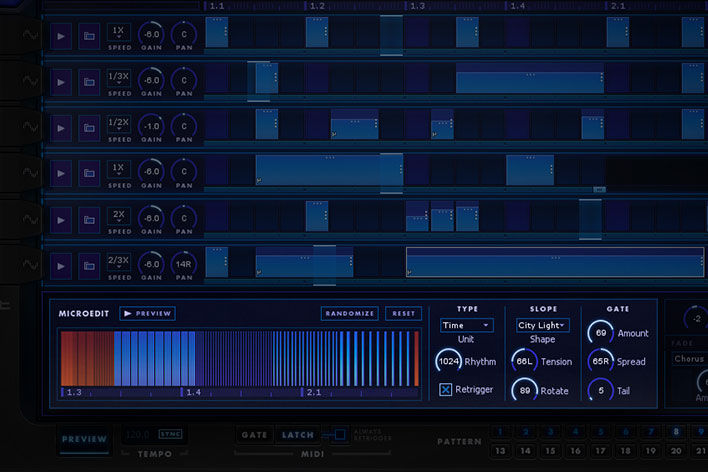 1.1 1.2 1.3 1.4 2.1
1X -6.0 C
SPEED GAIN PAN
1/3X -6.0 C
SPEED GAIN PAN
1/2X -1.0 C
SPEED GAIN PAN
1X -6.0 C
SPEED GAIN PAN
2X -6.0 C
SPEED GAIN PAN
2/3X -6.0 14R
SPEED GAIN PAN
MICROEDIT PREVIEW RANDOMIZE RESET
1.3 1.4 2.1
TYPE
Time
Unit
1024 Rhythm
Retrigger
SLOPE
City Light
Shape
66L Tension
89 Rotate
GATE
69 Amount
65R Spread
5 Tail
-2
FADE
Chorus
PREVIEW
120.0 SYNC
TEMPO
GATE LATCH ALWAYS RETRIGGER
MIDI
PATTERN
1 2 3 4 5 6 7 8 9
13 14 15 16 17 18 19 20 21